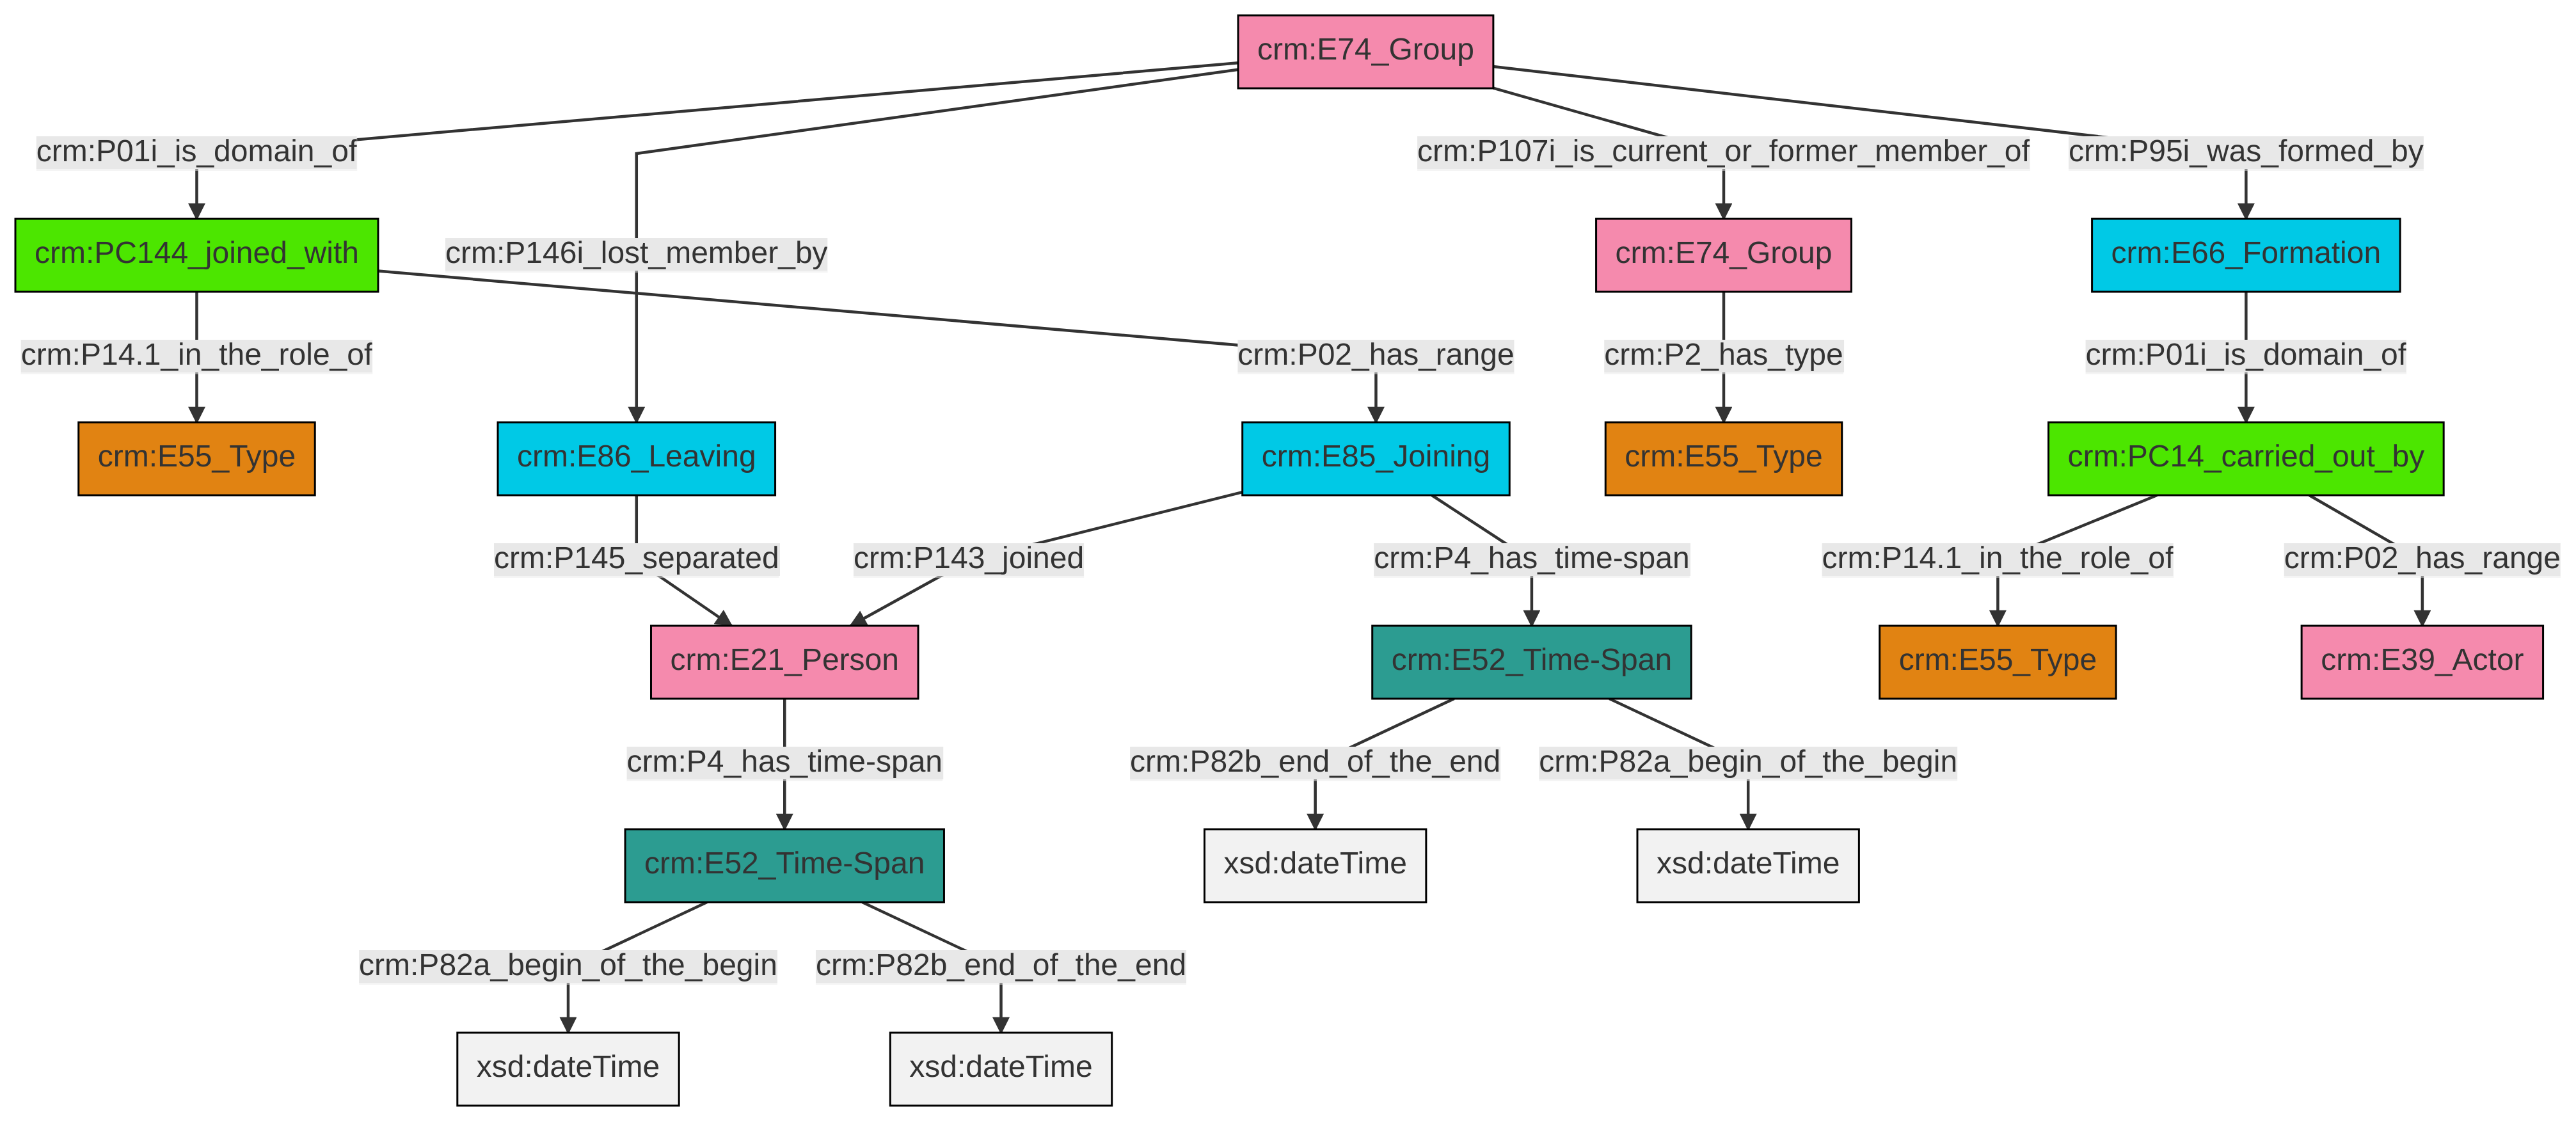 crm:E74_Group
crm:P01i_is_domain_of
crm:P107i_is_current_or_former_member_of
crm:P95i_was_formed_by
crm:PC144_joined_with
crm:P146i_lost_member_by
crm:E74_Group
crm:E66_Formation
crm:P14.1_in_the_role_of
crm:P02_has_range
crm:P2_has_type
crm:P01i_is_domain_of
crm:E55_Type
crm:E86_Leaving
crm:E85_Joining
crm:E55_Type
crm:PC14_carried_out_by
crm:P145_separated
crm:P143_joined
crm:P4_has_time-span
crm:P14.1_in_the_role_of
crm:P02_has_range
crm:E21_Person
crm:E52_Time-Span
crm:E55_Type
crm:E39_Actor
crm:P4_has_time-span
crm:P82b_end_of_the_end
crm:P82a_begin_of_the_begin
crm:E52_Time-Span
xsd:dateTime
xsd:dateTime
crm:P82a_begin_of_the_begin
crm:P82b_end_of_the_end
xsd:dateTime
xsd:dateTime